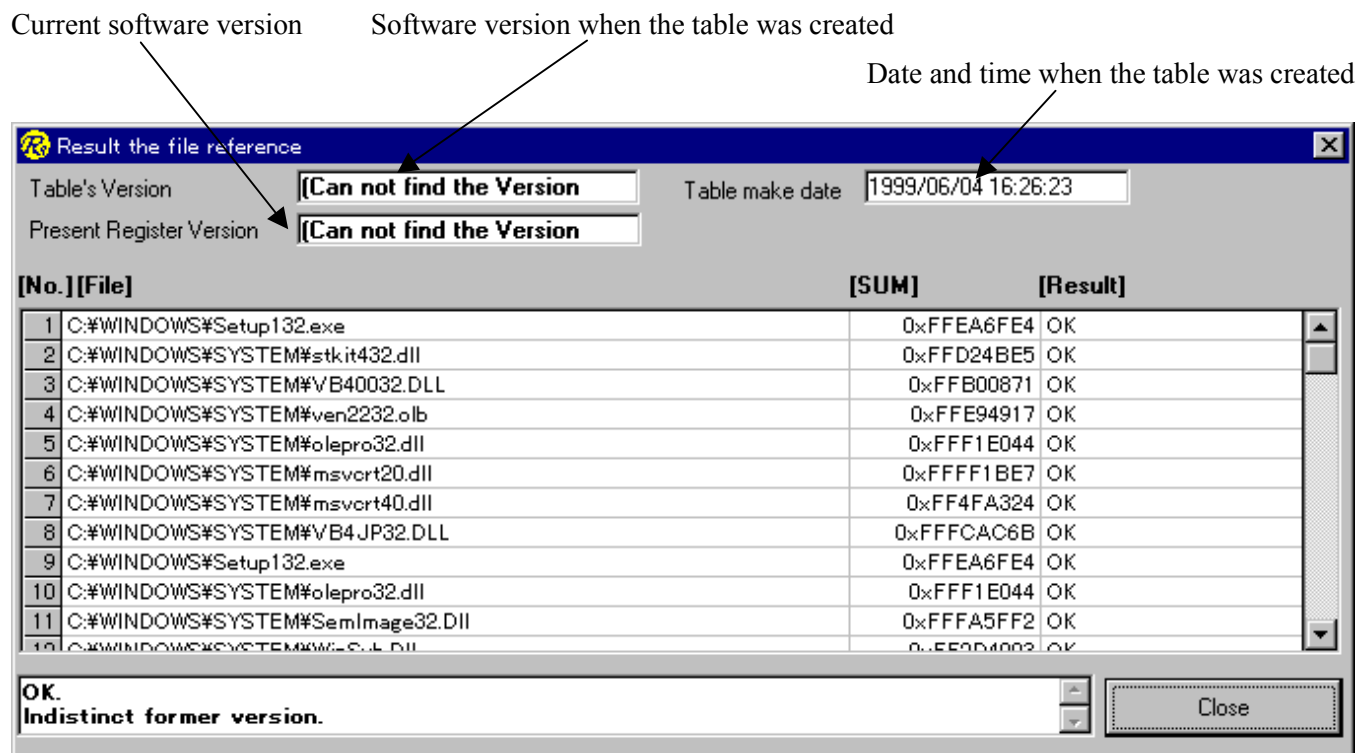 Current software version Software version when the table was created
Date and time when the table was created
Result the file reference
Table's Version [Can not find the Version Table make date 1999/06/04 16:26:23
Present Register Version [Can not find the Version
[No.] [File] [SUM] [Result]
1 C:¥WINDOWS¥Setup132.exe 0xFFEA6FE4 OK
2 C:¥WINDOWS¥SYSTEM¥stkit432.dll 0xFFD24BE5 OK
3 C:¥WINDOWS¥SYSTEM¥VB40032.DLL 0xFFB00871 OK
4 C:¥WINDOWS¥SYSTEM¥ven2232.olb 0xFFE94917 OK
5 C:¥WINDOWS¥SYSTEM¥olepro32.dll 0xFFF1E044 OK
6 C:¥WINDOWS¥SYSTEM¥msvcrt20.dll 0xFFFF1BE7 OK
7 C:¥WINDOWS¥SYSTEM¥msvcrt40.dll 0xFF4FA324 OK
8 C:¥WINDOWS¥SYSTEM¥VB4JP32.DLL 0xFFFCAC6B OK
9 C:¥WINDOWS¥Setup132.exe 0xFFEA6FE4 OK
10 C:¥WINDOWS¥SYSTEM¥olepro32.dll 0xFFF1E044 OK
11 C:¥WINDOWS¥SYSTEM¥SemImage32.Dll 0xFFFA5FF2 OK
12 OK
OK.
Indistinct former version.
Close